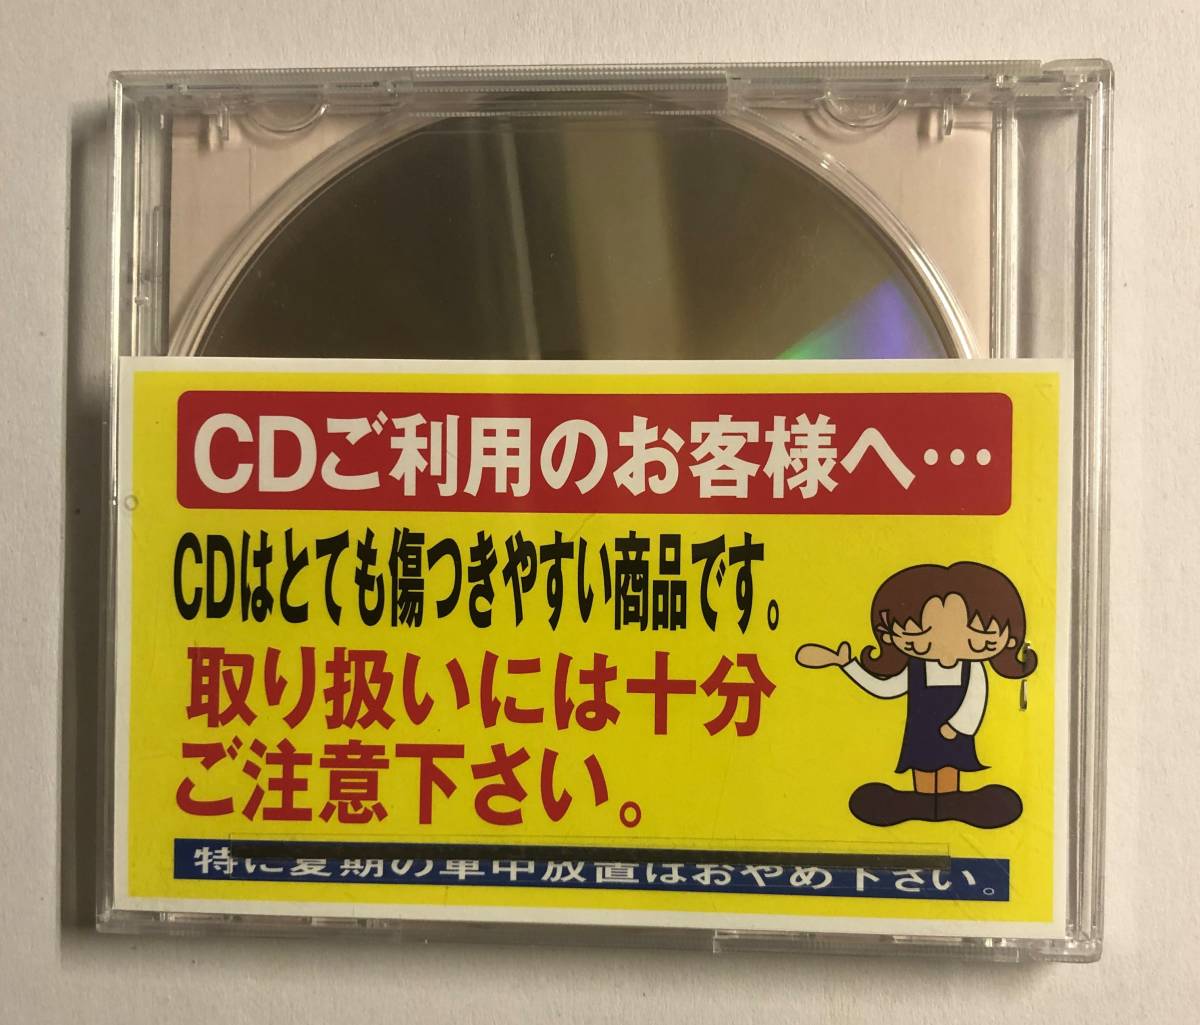 CDご利用のお客様へ…
CDはとても傷つきやすい商品です。
取り扱いには十分
ご注意下さい。
特に夏期の車中放置はおやめ下さい。